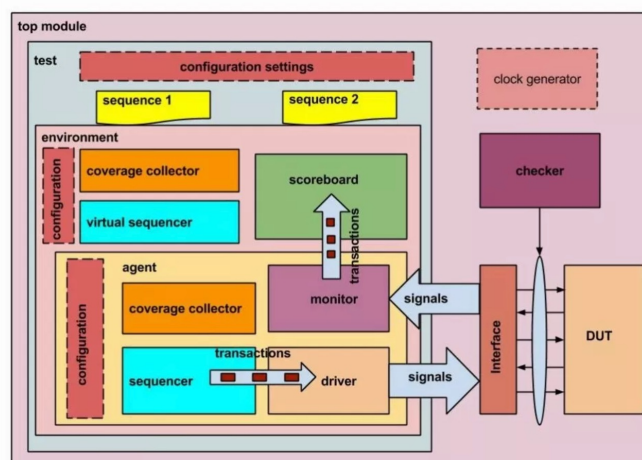 top module
test
configuration settings
clock generator
sequence 1
sequence 2
environment
configuration
coverage collector
scoreboard
checker
virtual sequencer
transactions
agent
configuration
coverage collector
monitor
signals
Interface
DUT
transactions
sequencer
driver
signals